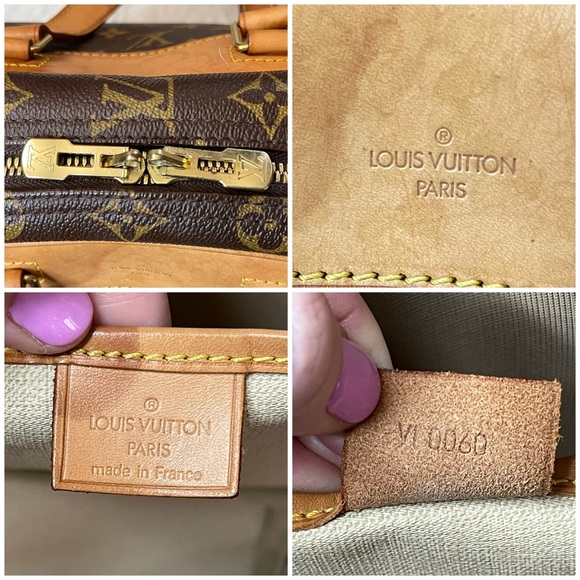 ®
LOUIS VUITTON
PARIS
®
LOUIS VUITTON
PARIS
made in France
VI 0060